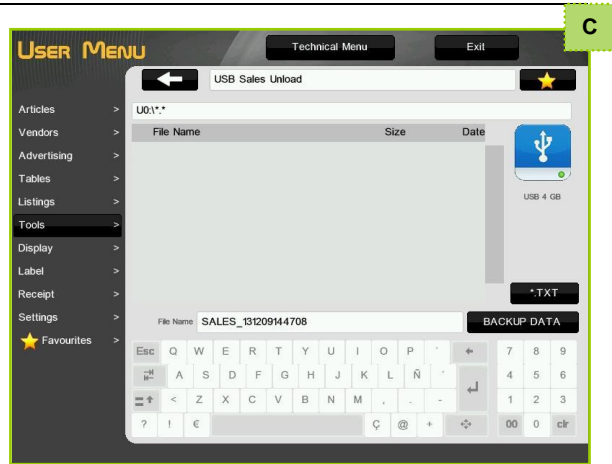 C
USER MENU
Technical Menu
Exit
USB Sales Unload
Articles >
U0:\*.*
Vendors >
File Name Size Date
Advertising >
Tables >
USB 4 GB
Listings >
Tools >
Display >
Label >
*.TXT
Receipt >
Settings >
File Name SALES_131209144708 BACKUP DATA
Favourites >
Esc Q W E R T Y U I O P ` 7 8 9
A S D F G H J K L Ñ ´ 4 5 6
< Z X C V B N M , . - 1 2 3
? ! € Ç @ + 00 0 clr